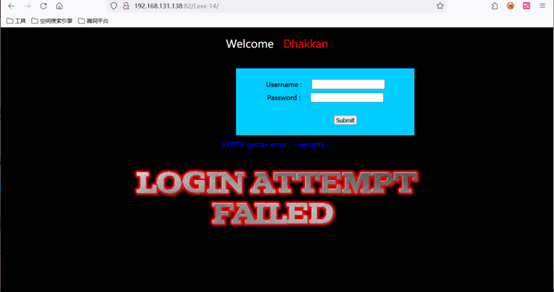 192.168.131.138:82/Less-14/
工具 空间搜索引擎 漏洞平台
Welcome Dhakkan
Username :
Password :
Submit
XPATH syntax error: '~security~'
LOGIN ATTEMPT
FAILED